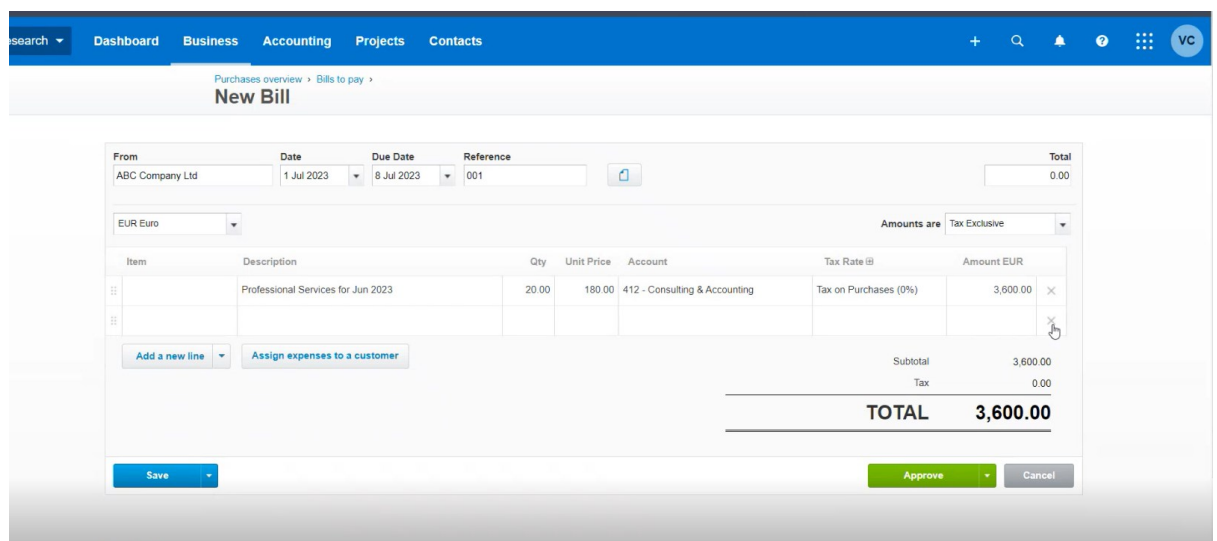 esearch Dashboard Business Accounting Projects Contacts VC
Purchases overview › Bills to pay ›
New Bill
From Date Due Date Reference Total
ABC Company Ltd 1 Jul 2023 8 Jul 2023 001 0.00
EUR Euro Amounts are Tax Exclusive
Item Description Qty Unit Price Account Tax Rate Amount EUR
Professional Services for Jun 2023 20.00 180.00 412 - Consulting & Accounting Tax on Purchases (0%) 3,600.00
Add a new line Assign expenses to a customer
Subtotal 3,600.00
Tax 0.00
TOTAL 3,600.00
Save Approve Cancel